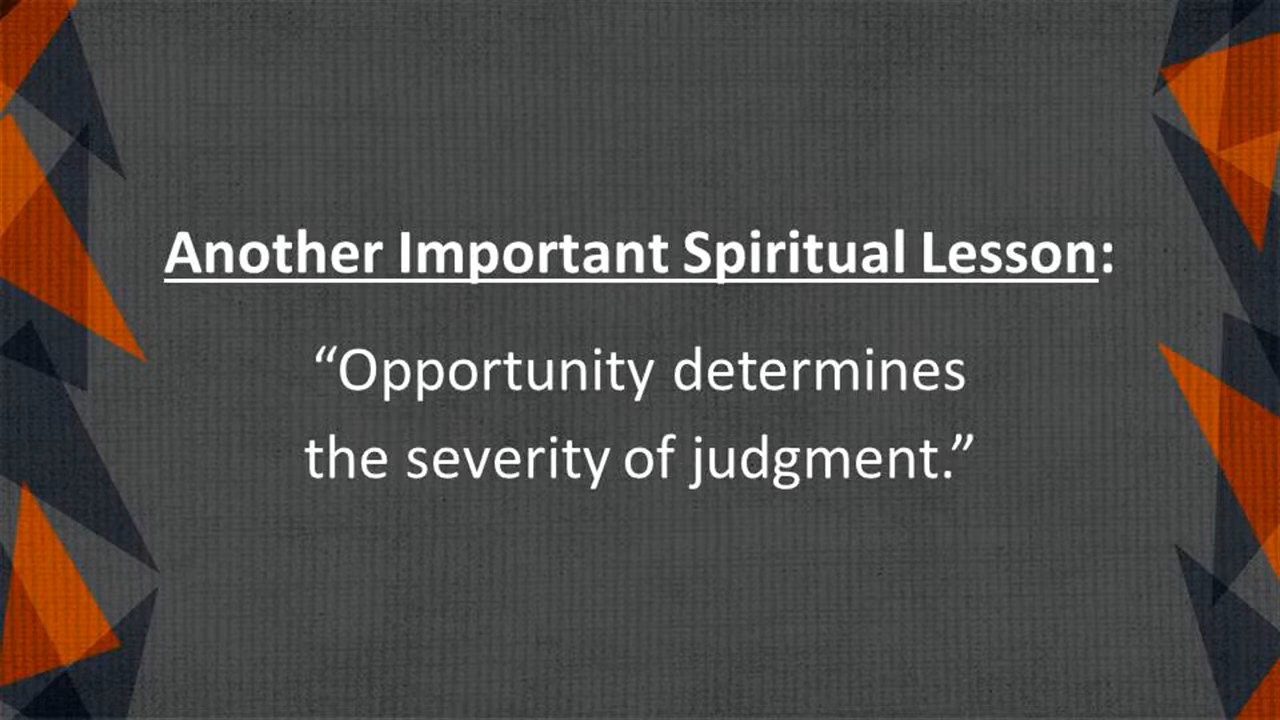 Another Important Spiritual Lesson:
“Opportunity determines
the severity of judgment.”